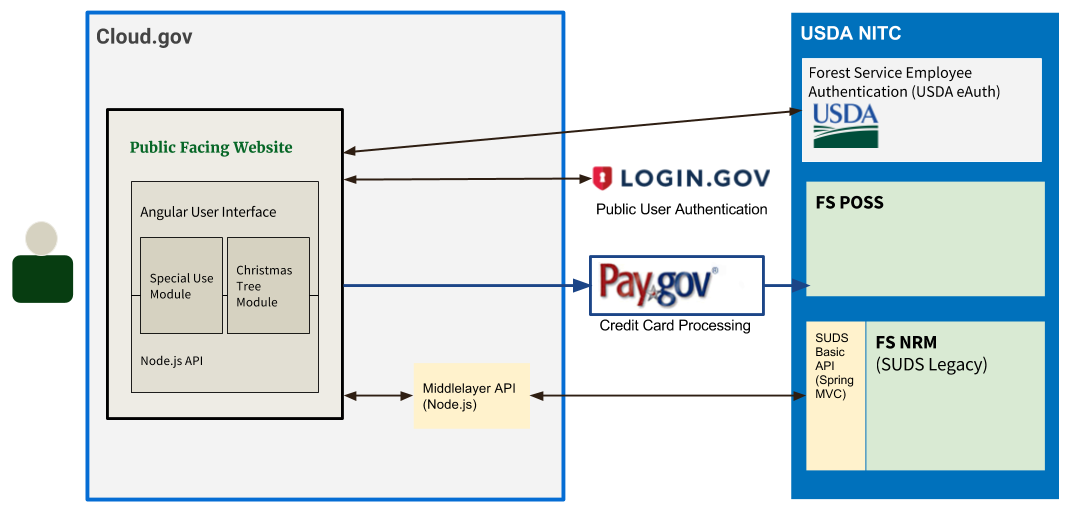 Cloud.gov
Public Facing Website
Angular User Interface
Special Use
Module
Christmas
Tree
Module
Node.js API
Middlelayer API
(Node.js)
LOGIN.GOV
Public User Authentication
Pay.gov®
Credit Card Processing
USDA NITC
Forest Service Employee
Authentication (USDA eAuth)
USDA
FS POSS
SUDS
Basic
API
(Spring
MVC)
FS NRM
(SUDS Legacy)